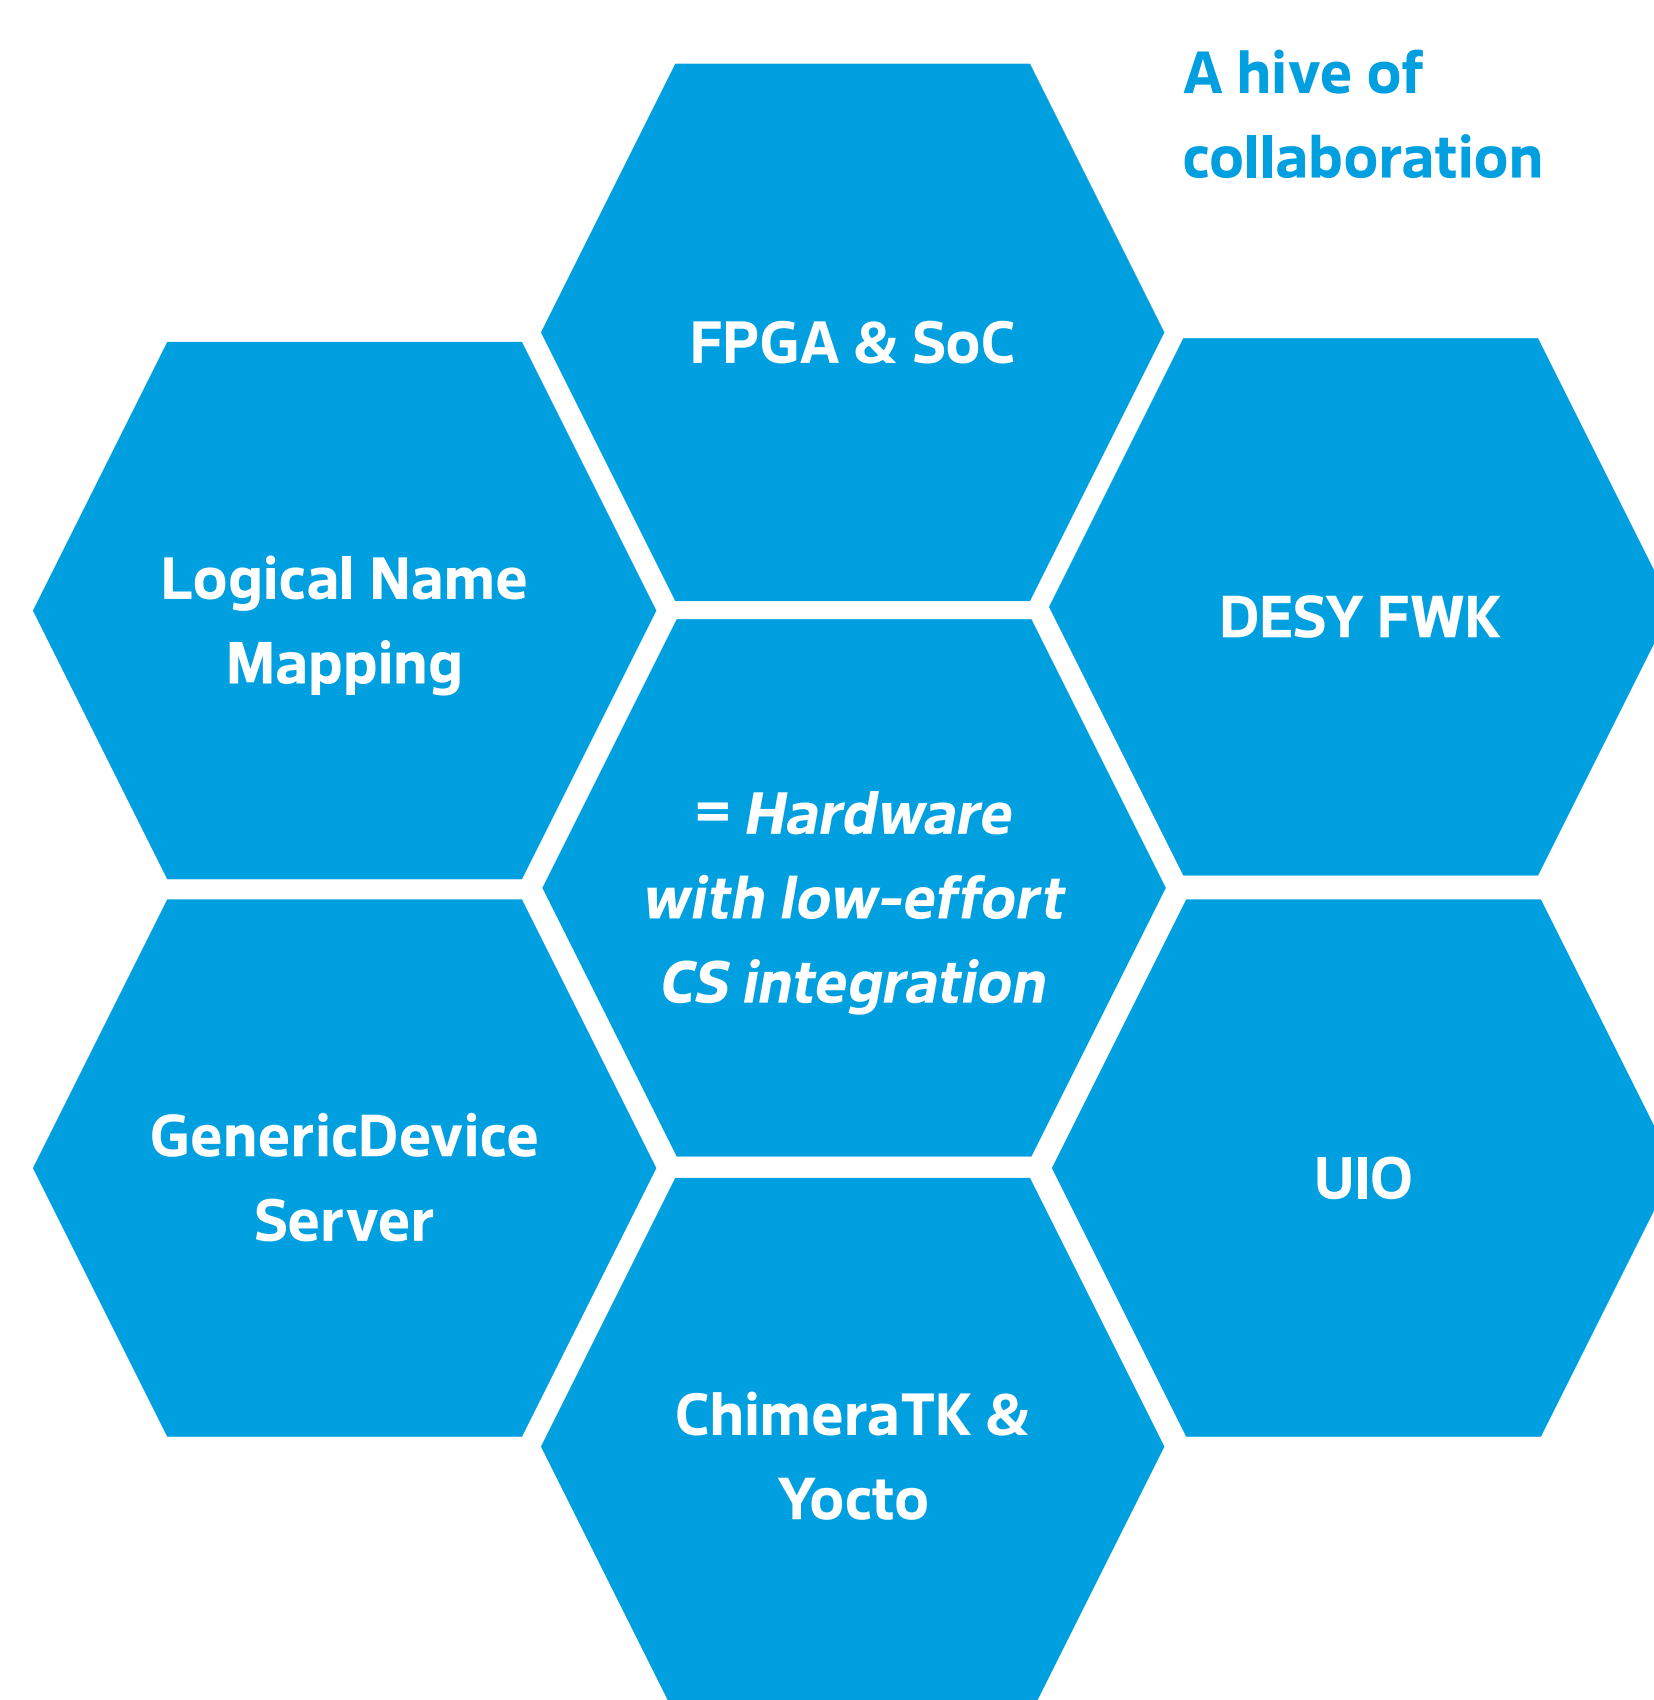 A hive of
collaboration
FPGA & SoC
Logical Name
Mapping
DESY FWK
= Hardware
with low-effort
CS integration
GenericDevice
Server
UIO
ChimeraTK &
Yocto